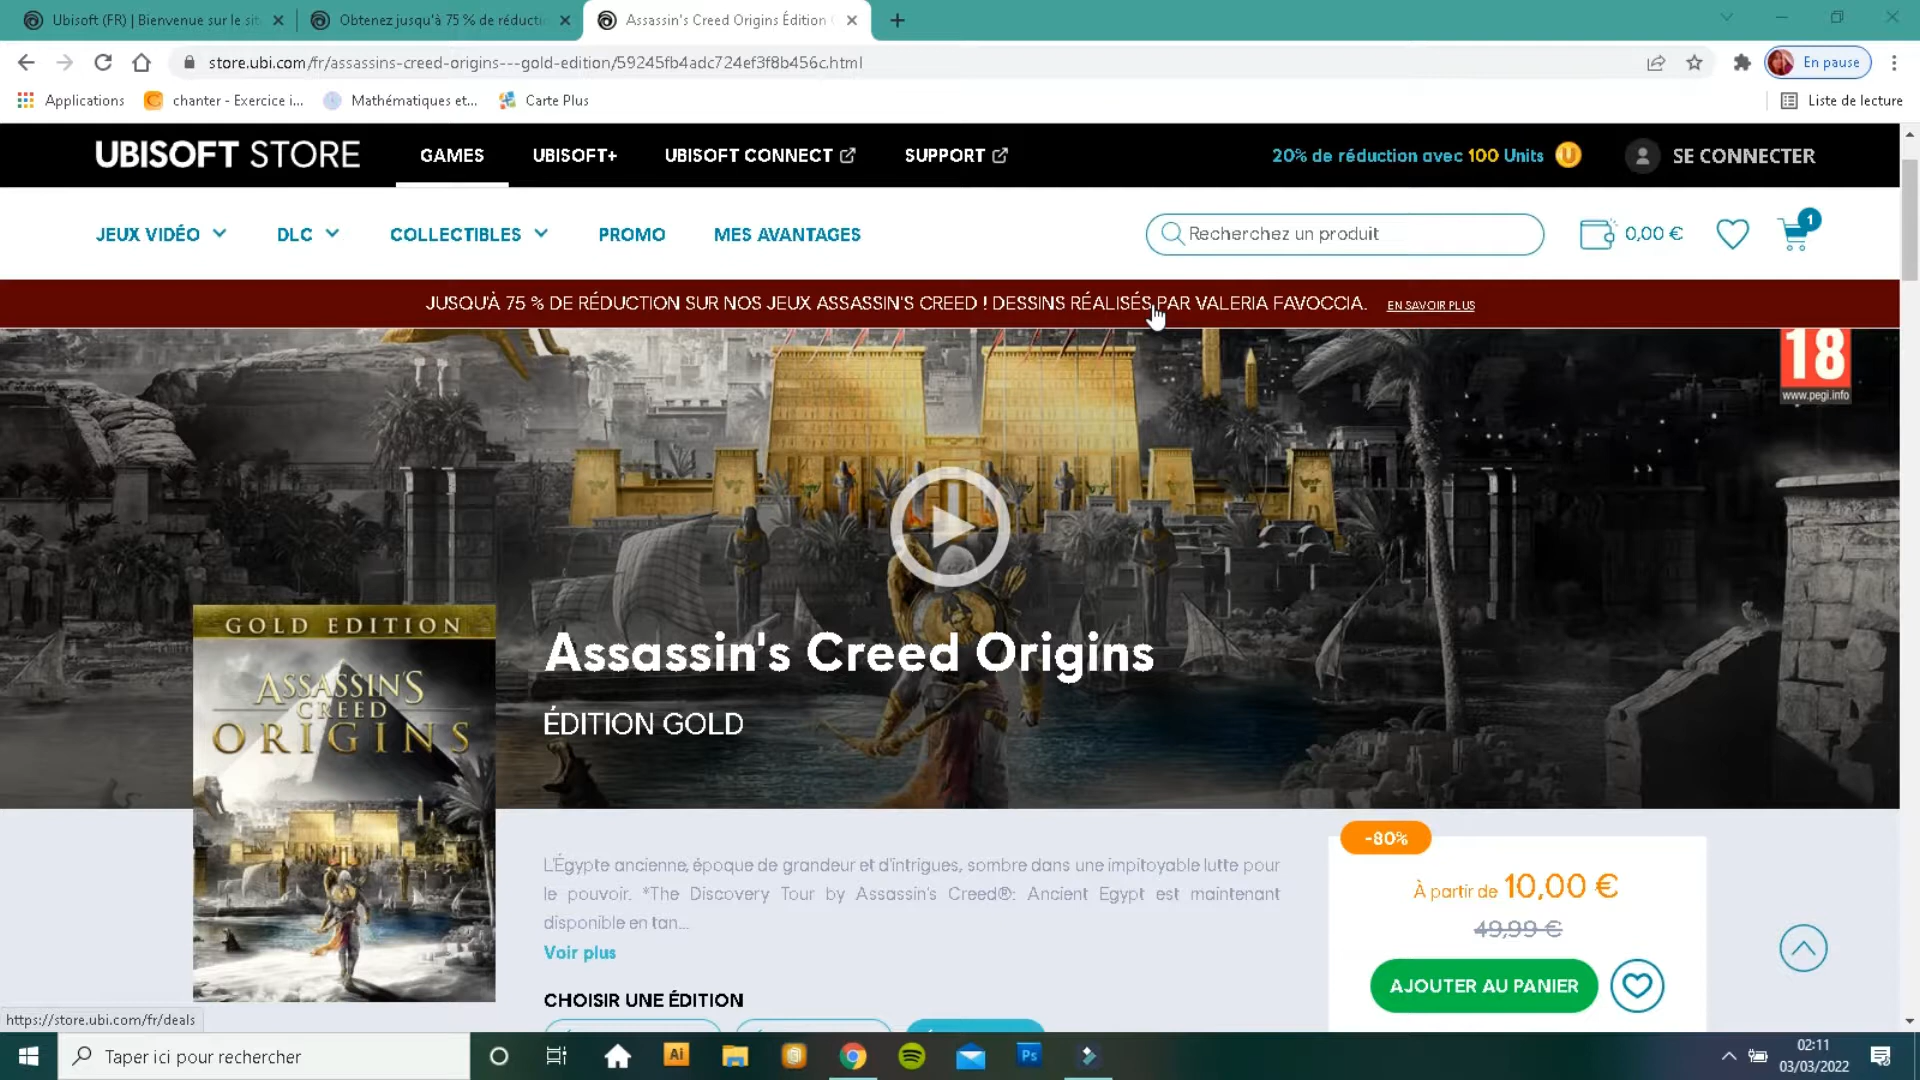 Ubisoft (FR) | Bienvenue sur le sit
Obtenez jusqu'à 75 % de réducti
Assassin's Creed Origins Édition
store.ubi.com/fr/assassins-creed-origins---gold-edition/59245fb4adc724ef3f8b456c.html
En pause
Applications
chanter - Exercice i...
Mathématiques et...
Carte Plus
Liste de lecture
UBISOFT STORE
GAMES
UBISOFT+
UBISOFT CONNECT
SUPPORT
20% de réduction avec 100 Units
SE CONNECTER
JEUX VIDÉO
DLC
COLLECTIBLES
PROMO
MES AVANTAGES
Recherchez un produit
0,00 €
1
JUSQU'À 75 % DE RÉDUCTION SUR NOS JEUX ASSASSIN'S CREED ! DESSINS RÉALISÉS PAR VALERIA FAVOCCIA. EN SAVOIR PLUS
18
www.pegi.info
GOLD EDITION
ASSASSIN'S
CREED
ORIGINS
Assassin's Creed Origins
ÉDITION GOLD
L'Égypte ancienne, époque de grandeur et d'intrigues, sombre dans une impitoyable lutte pour
le pouvoir. *The Discovery Tour by Assassin's Creed®: Ancient Egypt est maintenant
disponible en tan...
Voir plus
CHOISIR UNE ÉDITION
-80%
À partir de 10,00 €
49,99 €
AJOUTER AU PANIER
https://store.ubi.com/fr/deals
Taper ici pour rechercher
Ai
Ps
02:11
03/03/2022